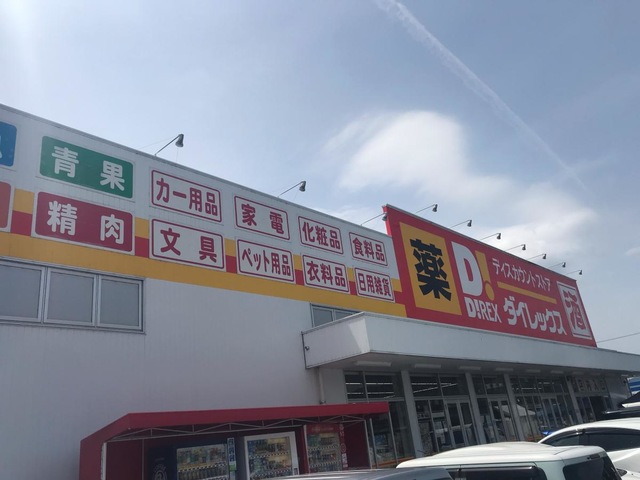 青果
精肉
カー用品
家電
化粧品
食料品
文具
ペット用品
衣料品
日用雑貨
薬
D!
D!REX
ディスカウントストア
ダイレックス
酒